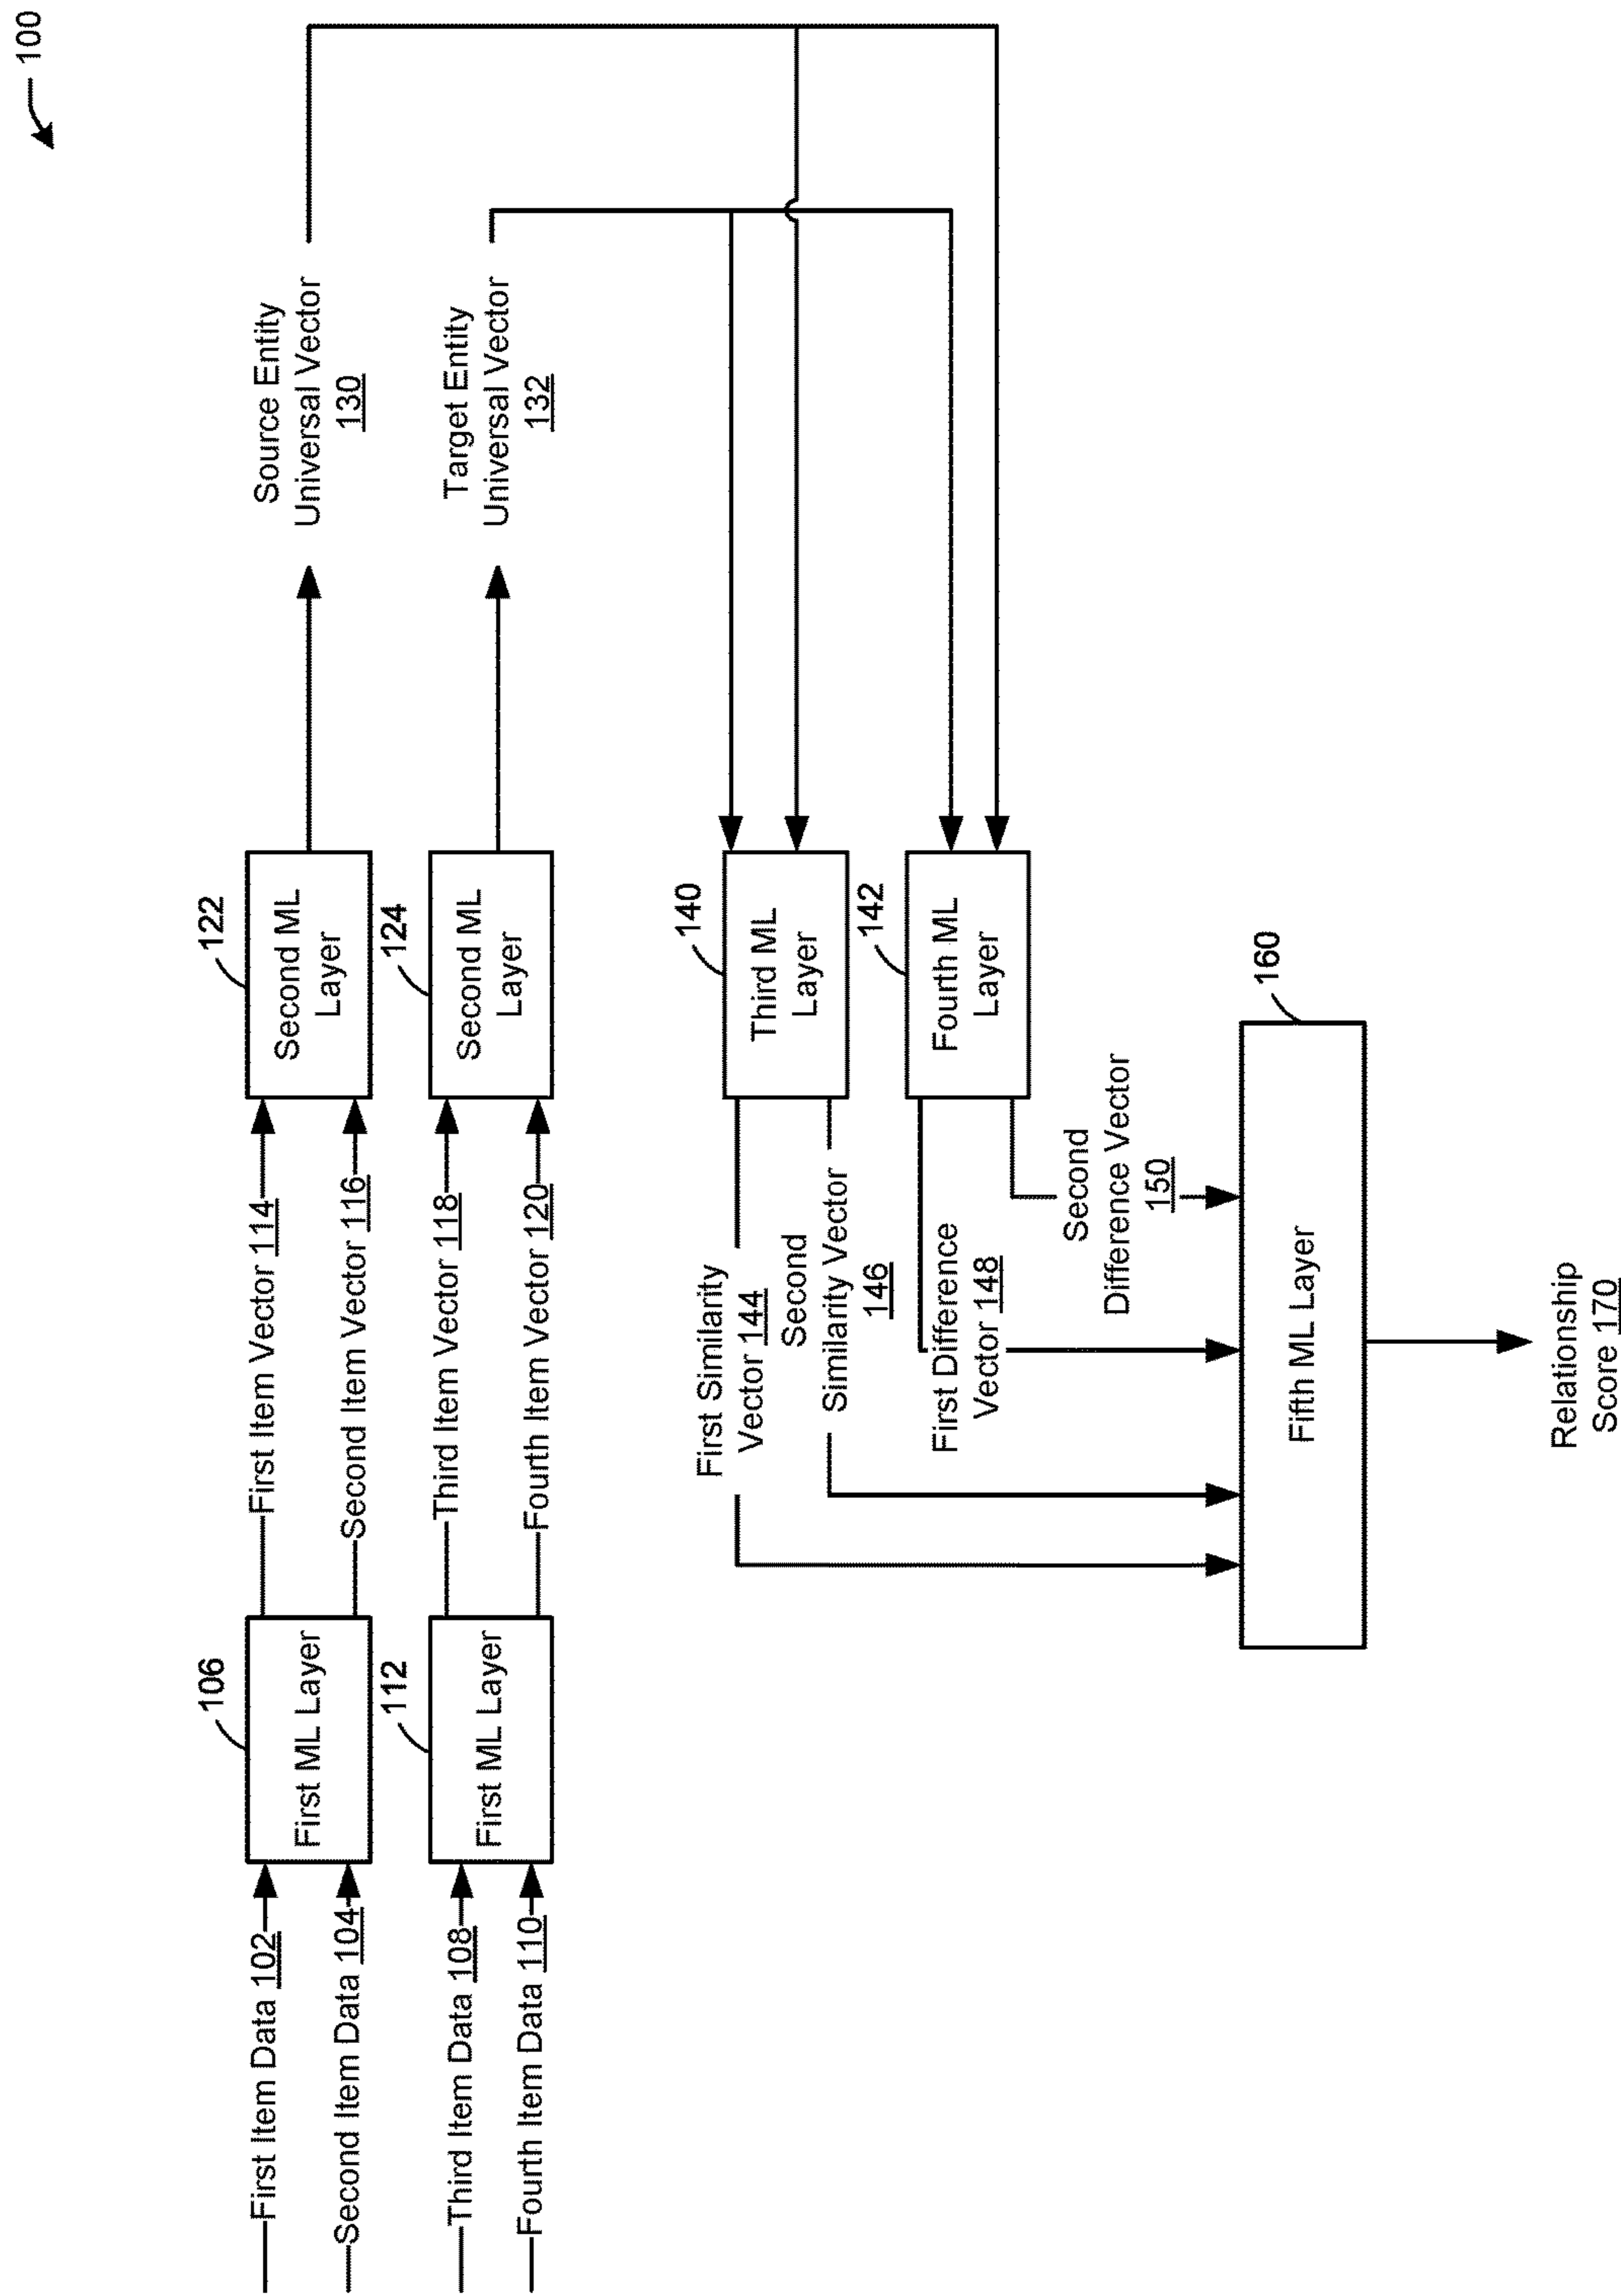 100
First Item Data 102
Second Item Data 104
Third Item Data 108
Fourth Item Data 110
106
First ML Layer
112
First ML Layer
First Item Vector 114
Second Item Vector 116
Third Item Vector 118
Fourth Item Vector 120
122
Second ML
Layer
124
Second ML
Layer
Source Entity
Universal Vector
130
Target Entity
Universal Vector
132
140
Third ML
Layer
142
Fourth ML
Layer
First Similarity
Vector 144
Second
Similarity Vector
146
First Difference
Vector 148
Second
Difference Vector
150
160
Fifth ML Layer
Relationship
Score 170